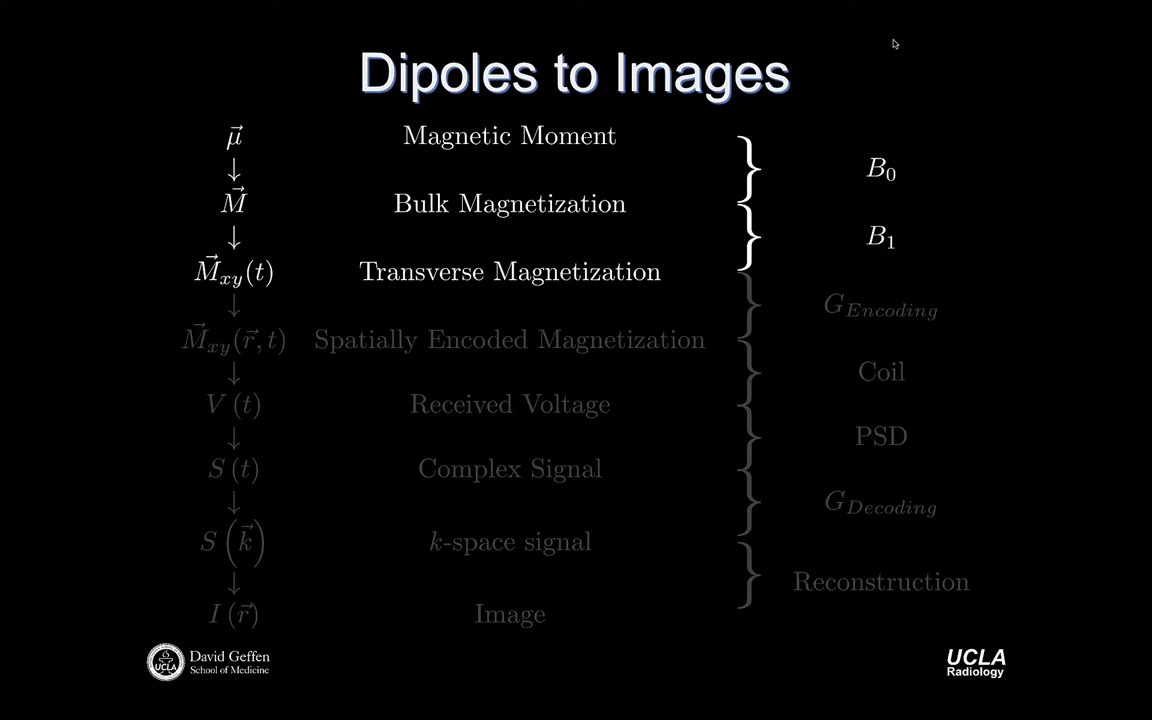 Dipoles to Images
μ⃗ Magnetic Moment
B₀
↓
M⃗ Bulk Magnetization
B₁
↓
M⃗xy(t) Transverse Magnetization
G_Encoding
↓
M⃗xy(r⃗, t) Spatially Encoded Magnetization
Coil
↓
V (t) Received Voltage
PSD
↓
S (t) Complex Signal
G_Decoding
↓
S (k⃗) k-space signal
Reconstruction
↓
I (r⃗) Image
UCLA
David Geffen
School of Medicine
UCLA
Radiology